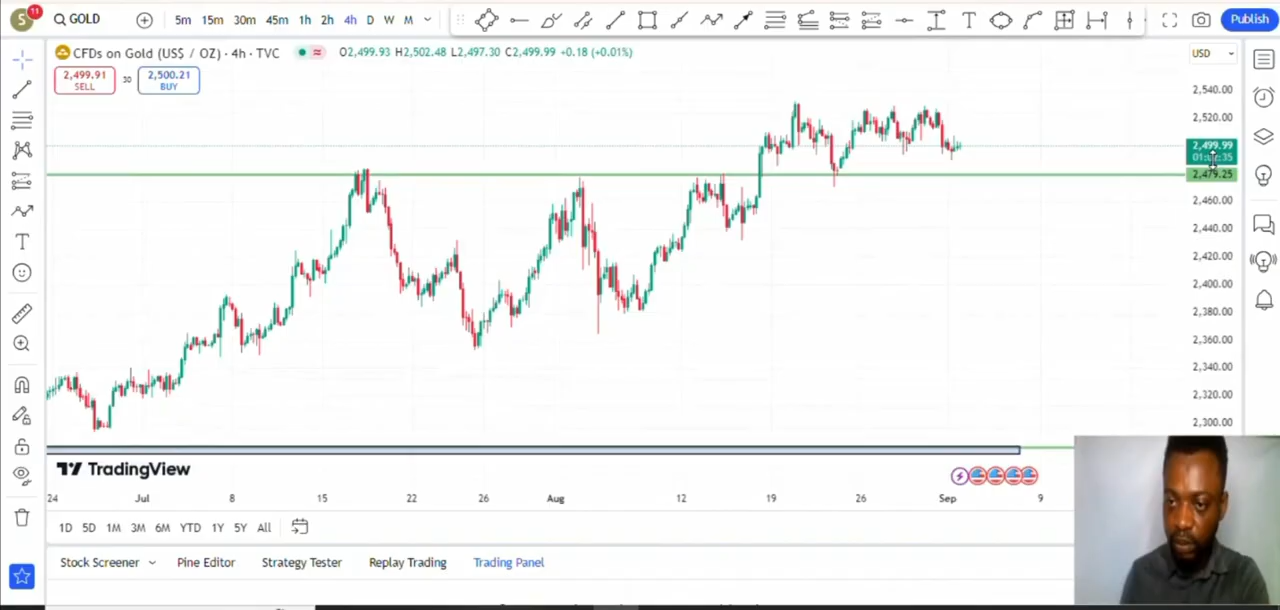 S 11 GOLD 5m 15m 30m 45m 1h 2h 4h D W M T Publish
CFDs on Gold (US$ / OZ) · 4h · TVC O2,499.93 H2,502.48 L2,497.30 C2,499.99 +0.18 (+0.01%) USD
2,499.91 SELL 30 2,500.21 BUY
2,540.00
2,520.00
2,499.99
2,479.25
2,460.00
2,440.00
2,420.00
2,400.00
2,380.00
2,360.00
2,340.00
2,320.00
2,300.00
TradingView
24 Jul 8 15 22 26 Aug 12 19 26 Sep 9
1D 5D 1M 3M 6M YTD 1Y 5Y All
Stock Screener Pine Editor Strategy Tester Replay Trading Trading Panel